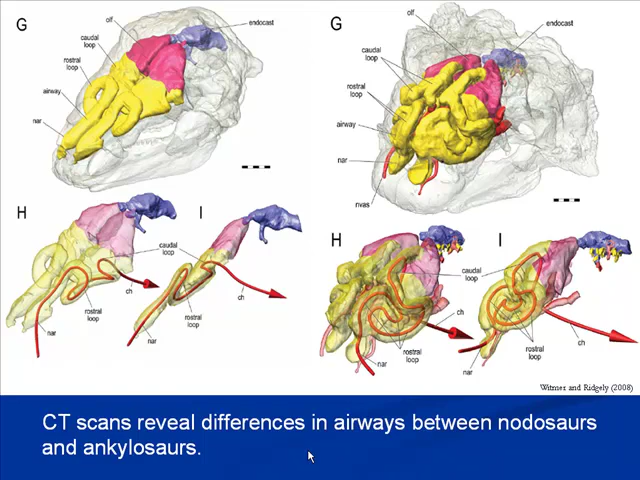 G
olf
endocast
caudal
loop
rostral
loop
airway
nar
G
olf
endocast
caudal
loop
rostral
loop
airway
nar
nvas
H
I
caudal
loop
ch
rostral
loop
nar
nar
ch
H
I
caudal
loop
ch
rostral
loop
nar
nar
rostral
loop
ch
Witmer and Ridgely (2008)
CT scans reveal differences in airways between nodosaurs
and ankylosaurs.